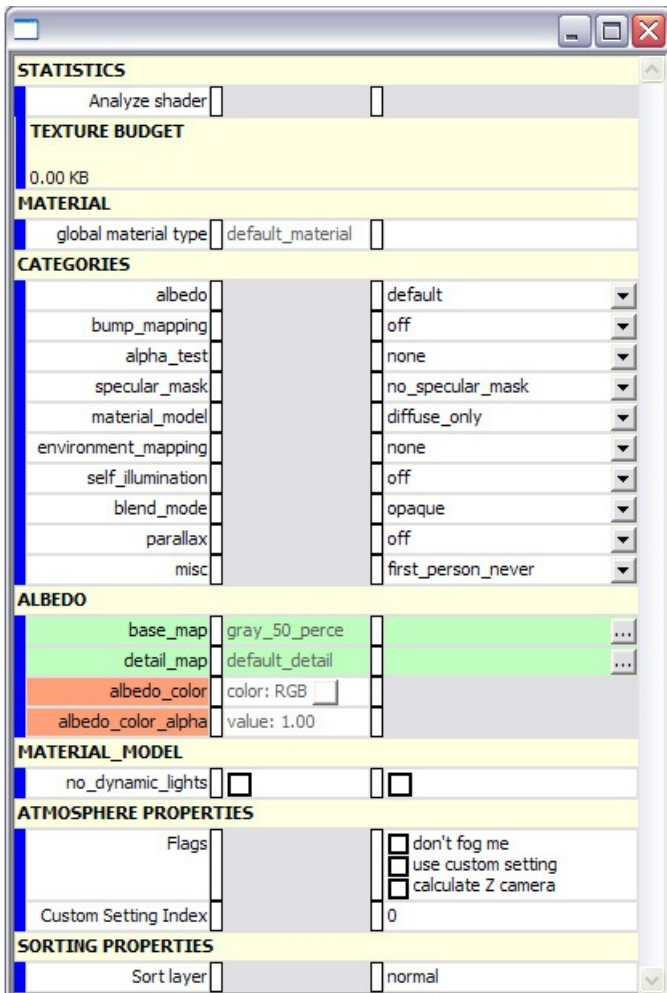 STATISTICS
Analyze shader
TEXTURE BUDGET
0.00 KB
MATERIAL
global material type default_material
CATEGORIES
albedo default
bump_mapping off
alpha_test none
specular_mask no_specular_mask
material_model diffuse_only
environment_mapping none
self_illumination off
blend_mode opaque
parallax off
misc first_person_never
ALBEDO
base_map gray_50_perce ...
detail_map default_detail ...
albedo_color color: RGB
albedo_color_alpha value: 1.00
MATERIAL_MODEL
no_dynamic_lights
ATMOSPHERE PROPERTIES
Flags don't fog me
use custom setting
calculate Z camera
Custom Setting Index 0
SORTING PROPERTIES
Sort layer normal